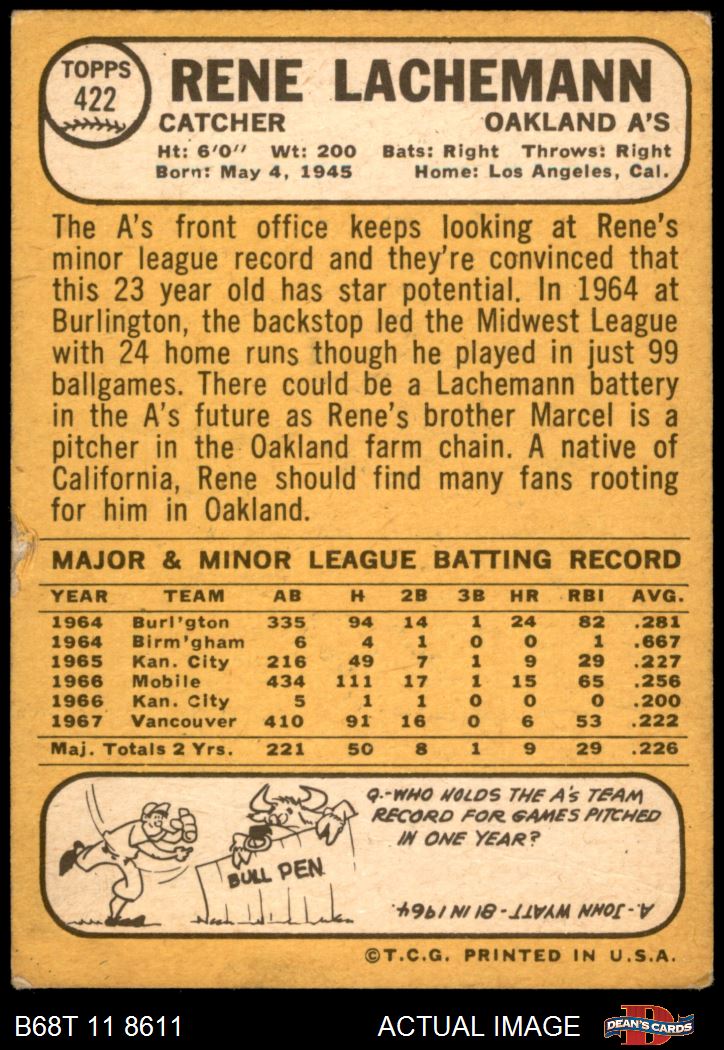 TOPPS
422
RENE LACHEMANN
CATCHER OAKLAND A'S
Ht: 6'0" Wt: 200 Bats: Right Throws: Right
Born: May 4, 1945 Home: Los Angeles, Cal.
The A's front office keeps looking at Rene's
minor league record and they're convinced that
this 23 year old has star potential. In 1964 at
Burlington, the backstop led the Midwest League
with 24 home runs though he played in just 99
ballgames. There could be a Lachemann battery
in the A's future as Rene's brother Marcel is a
pitcher in the Oakland farm chain. A native of
California, Rene should find many fans rooting
for him in Oakland.
MAJOR & MINOR LEAGUE BATTING RECORD
YEAR TEAM AB H 2B 3B HR RBI AVG.
1964 Burl'gton 335 94 14 1 24 82 .281
1964 Birm'gham 6 4 1 0 0 1 .667
1965 Kan. City 216 49 7 1 9 29 .227
1966 Mobile 434 111 17 1 15 65 .256
1966 Kan. City 5 1 1 0 0 0 .200
1967 Vancouver 410 91 16 0 6 53 .222
Maj. Totals 2 Yrs. 221 50 8 1 9 29 .226
BULL PEN
Q.-WHO HOLDS THE A'S TEAM
RECORD FOR GAMES PITCHED
IN ONE YEAR?
A.-JOHN WYATT-81 IN 1964.
©T.C.G. PRINTED IN U.S.A.
B68T 11 8611 ACTUAL IMAGE D DEAN'S CARDS